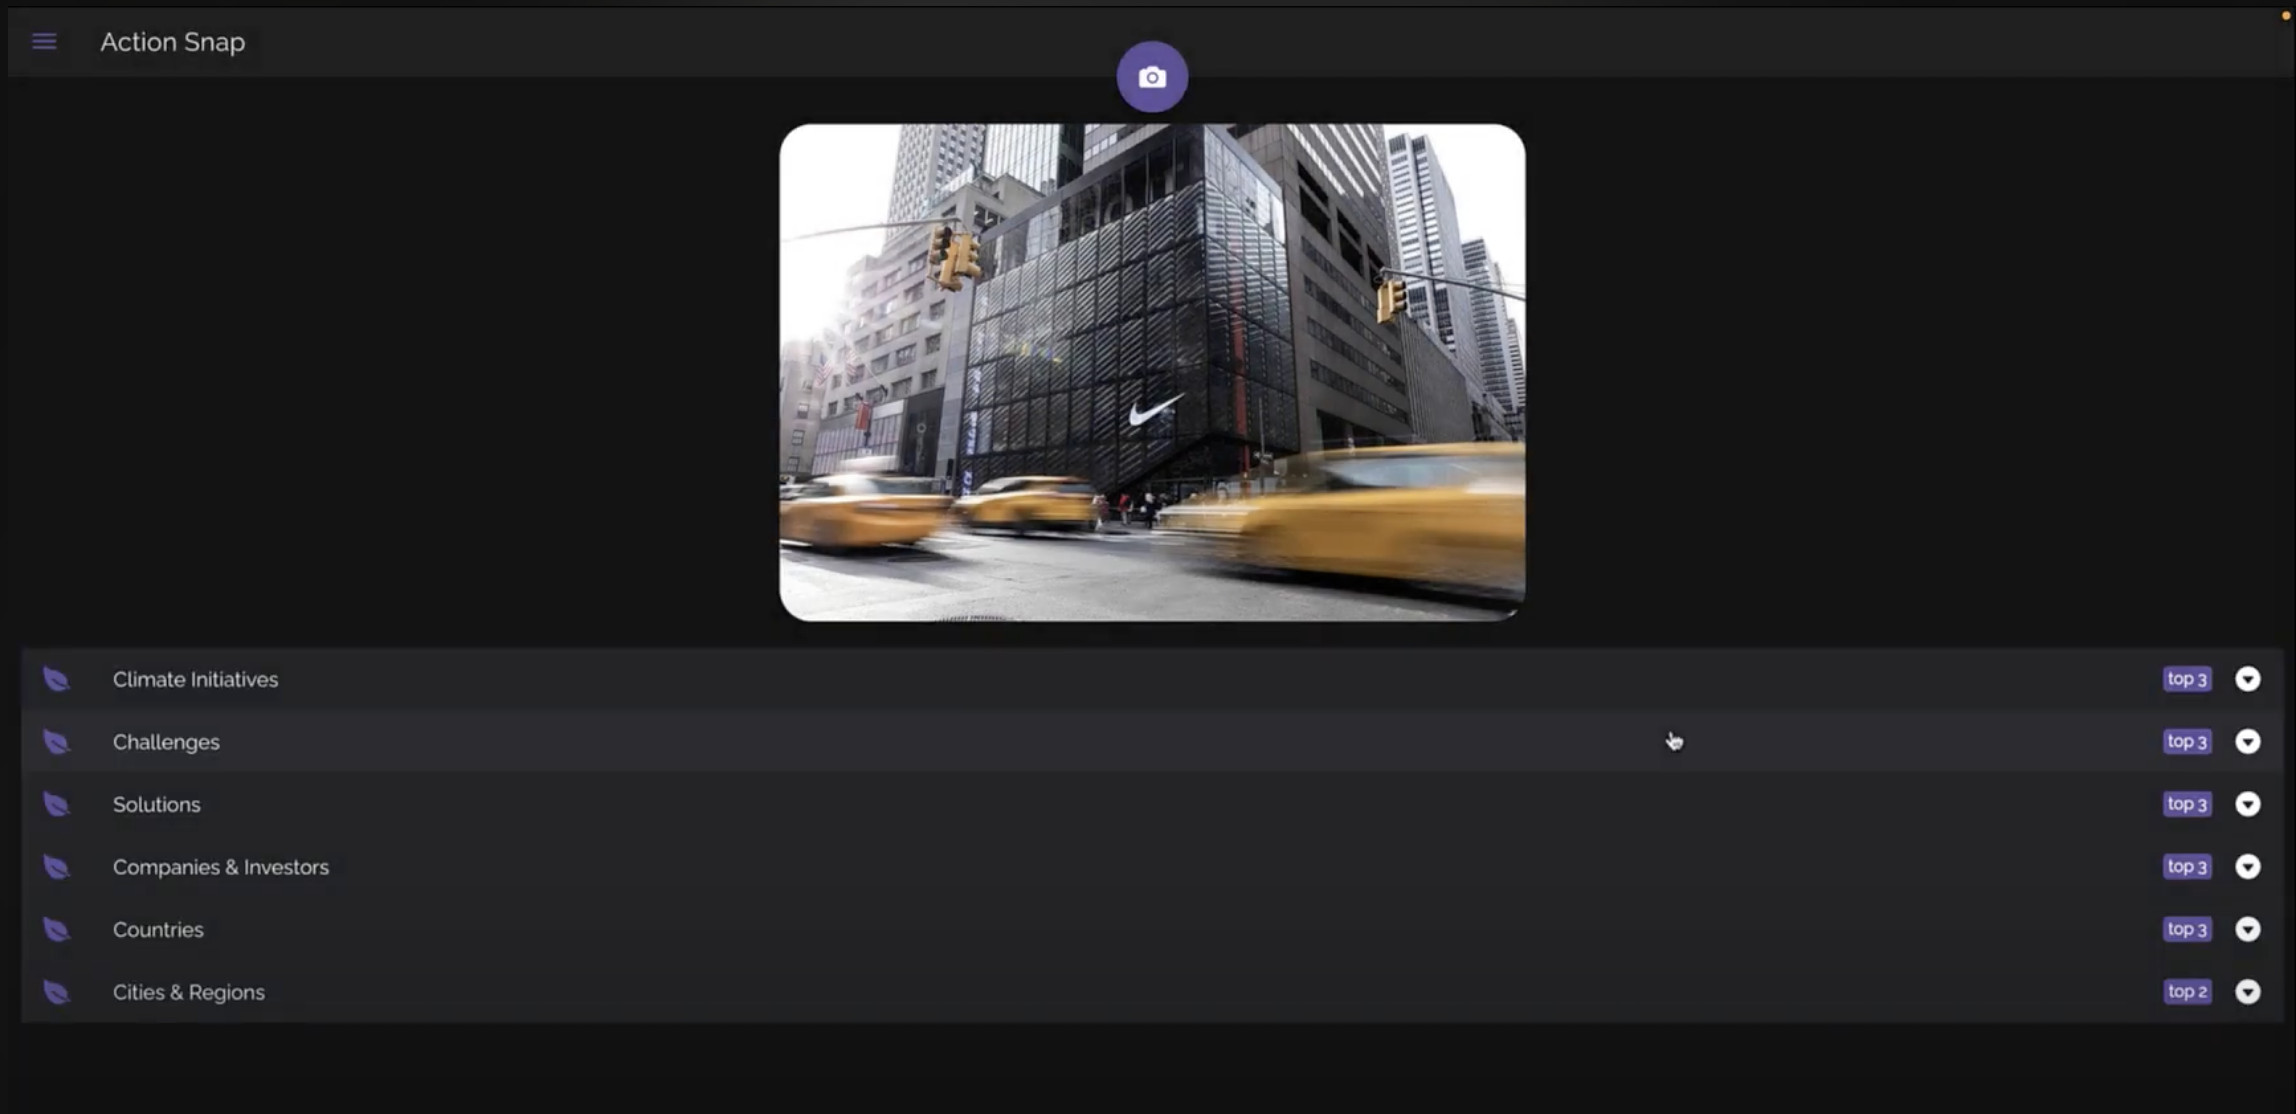 Action Snap
Climate Initiatives top 3
Challenges top 3
Solutions top 3
Companies & Investors top 3
Countries top 3
Cities & Regions top 2